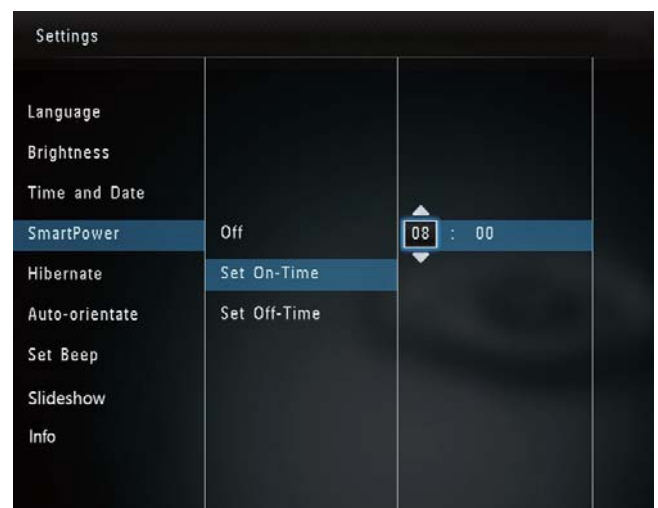 Settings
Language
Brightness
Time and Date
SmartPower
Hibernate
Auto-orientate
Set Beep
Slideshow
Info
Off
Set On-Time
Set Off-Time
08 : 00